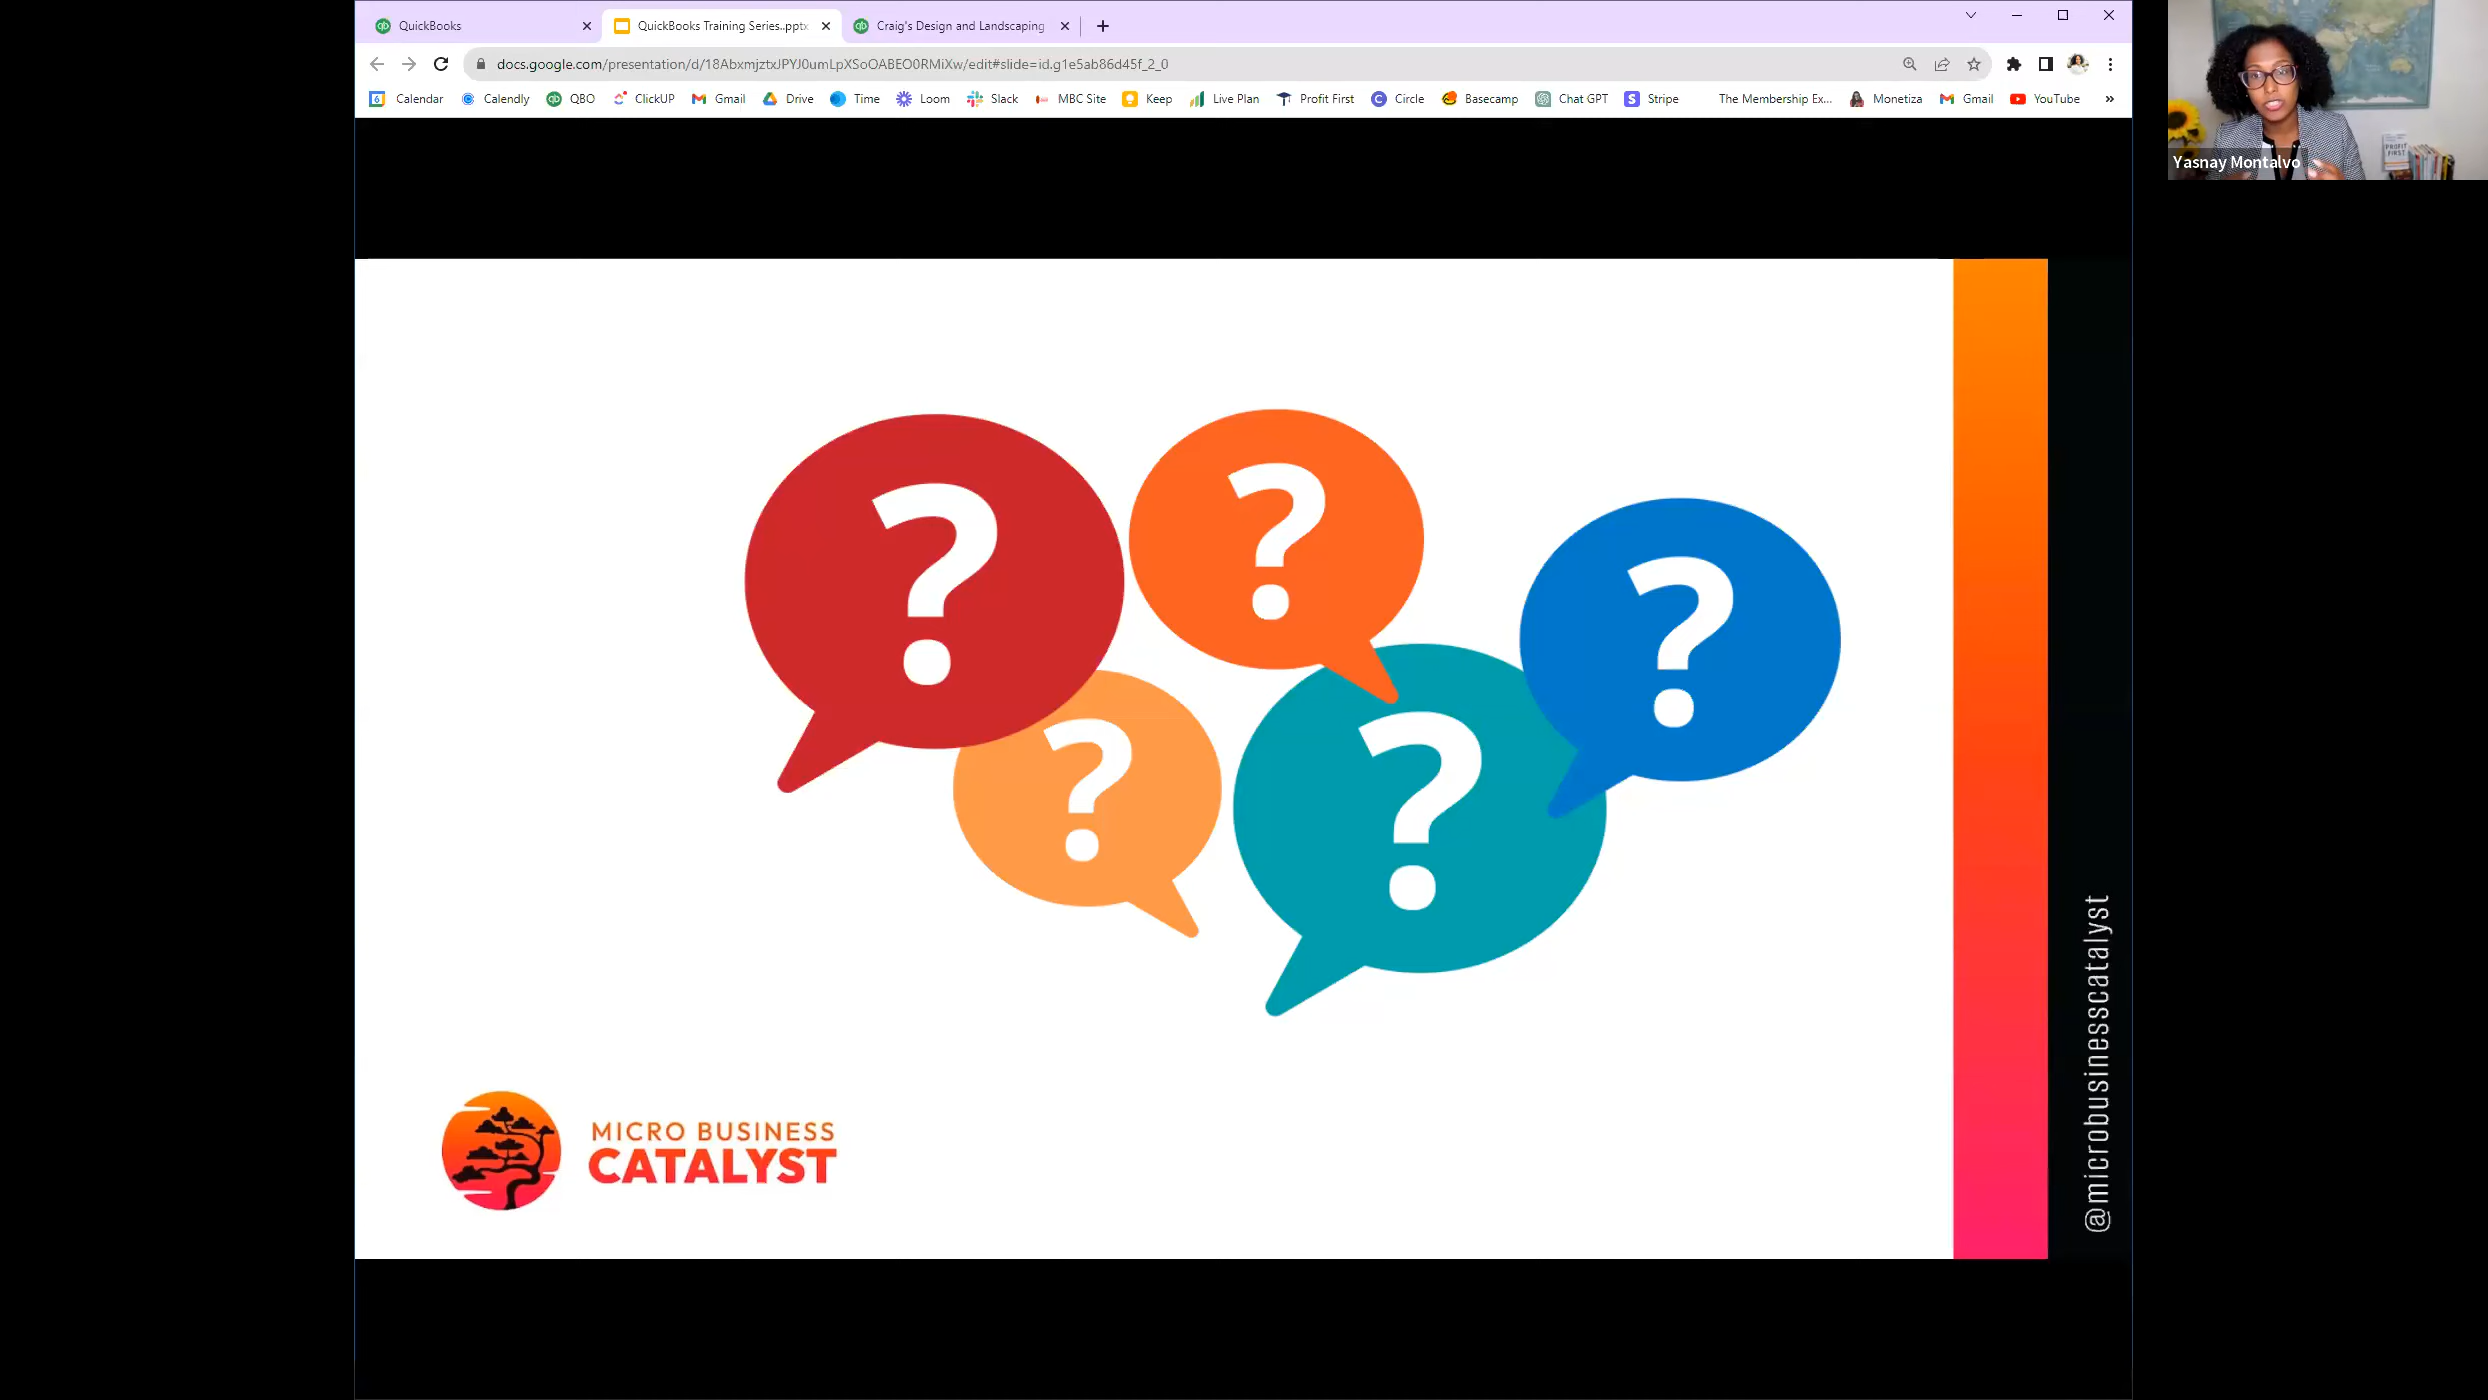 QuickBooks
QuickBooks Training Series..pptx
Craig's Design and Landscaping
docs.google.com/presentation/d/18AbxmjztxJPYJ0umLpXSoOABEO0RMiXw/edit#slide=id.g1e5ab86d45f_2_0
Calendar Calendly QBO ClickUP Gmail Drive Time Loom Slack MBC Site Keep Live Plan Profit First Circle Basecamp Chat GPT Stripe The Membership Ex... Monetiza Gmail YouTube »
Yasnay Montalvo
PROFIT
FIRST
?
?
?
?
?
MICRO BUSINESS
CATALYST
@microbusinesscatalyst